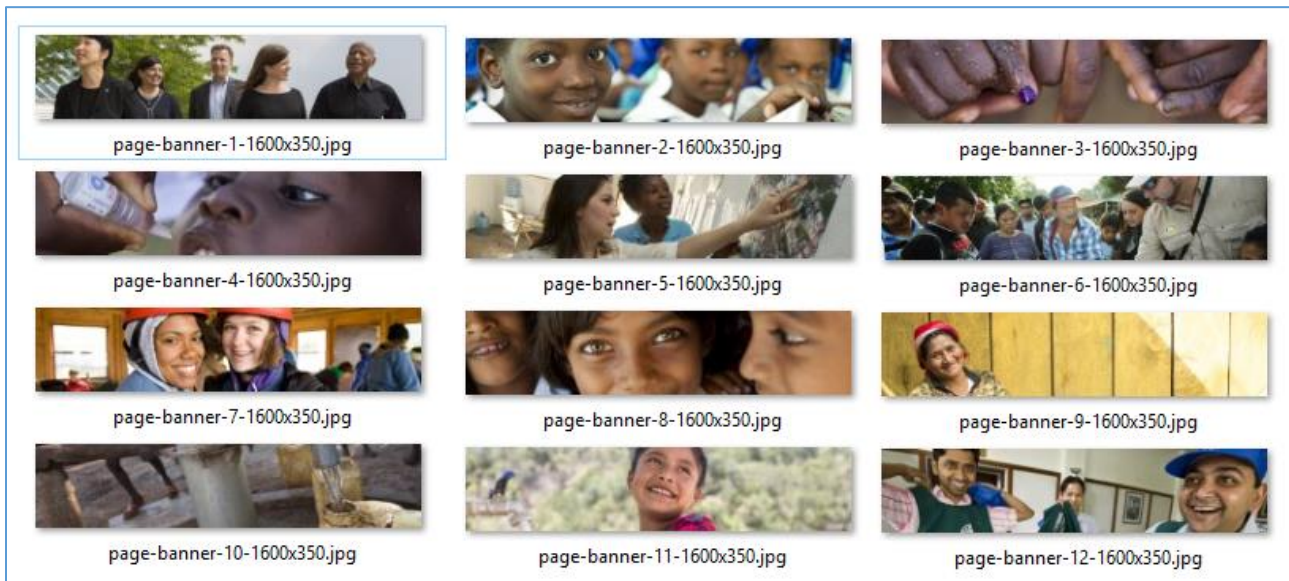 page-banner-1-1600x350.jpg
page-banner-2-1600x350.jpg
page-banner-3-1600x350.jpg
page-banner-4-1600x350.jpg
page-banner-5-1600x350.jpg
page-banner-6-1600x350.jpg
page-banner-7-1600x350.jpg
page-banner-8-1600x350.jpg
page-banner-9-1600x350.jpg
page-banner-10-1600x350.jpg
page-banner-11-1600x350.jpg
page-banner-12-1600x350.jpg